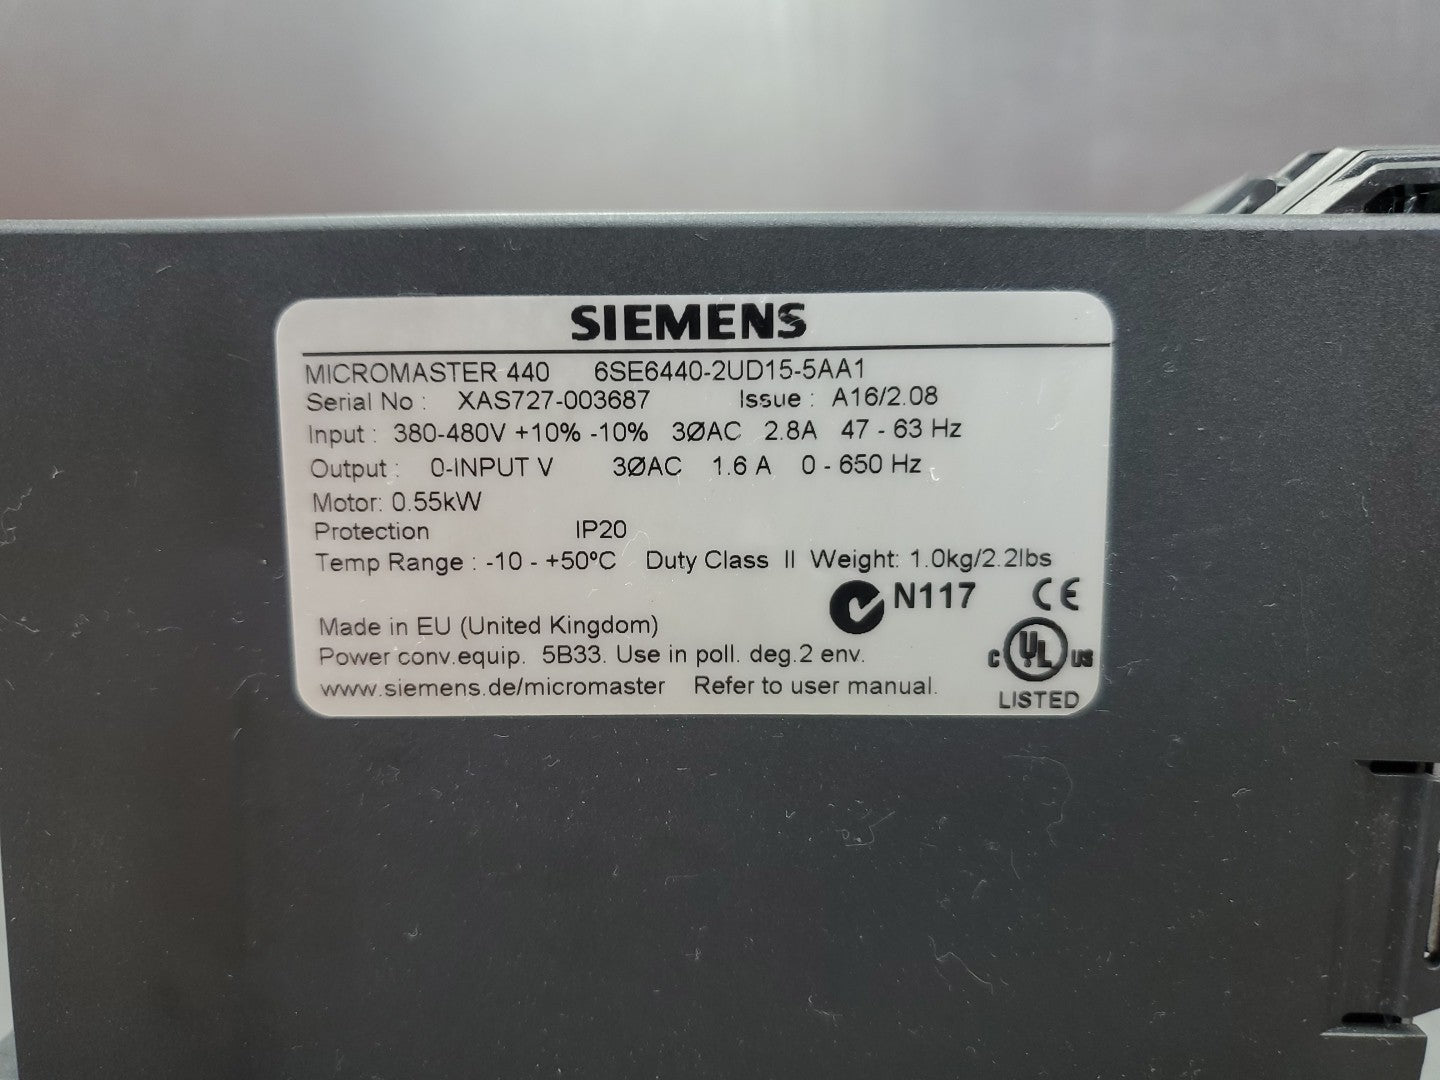 SIEMENS
MICROMASTER 440 6SE6440-2UD15-5AA1
Serial No : XAS727-003687 Issue : A16/2.08
Input : 380-480V +10% -10% 3ØAC 2.8A 47 - 63 Hz
Output : 0-INPUT V 3ØAC 1.6 A 0 - 650 Hz
Motor: 0.55kW
Protection IP20
Temp Range : -10 - +50ºC Duty Class II Weight: 1.0kg/2.2lbs
N117 CE
Made in EU (United Kingdom)
Power conv.equip. 5B33. Use in poll. deg.2 env.
C UL US
www.siemens.de/micromaster Refer to user manual.
LISTED